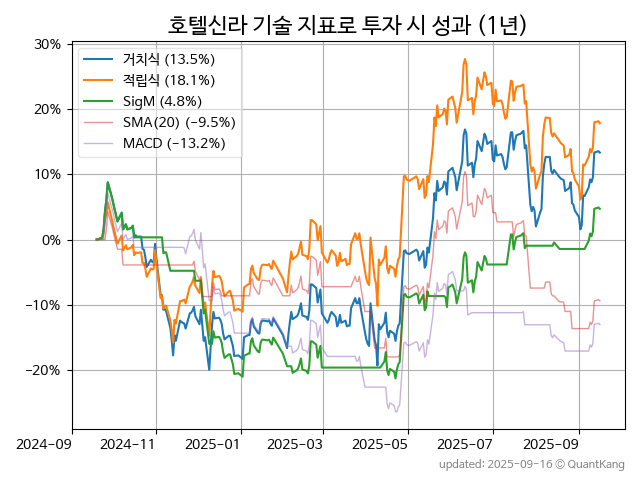 호텔신라 기술 지표로 투자 시 성과 (1년)
30%
20%
10%
0%
−10%
−20%
거치식 (13.5%)
적립식 (18.1%)
SigM (4.8%)
SMA(20) (−9.5%)
MACD (−13.2%)
2024-09
2024-11
2025-01
2025-03
2025-05
2025-07
2025-09
updated: 2025-09-16 © QuantKang